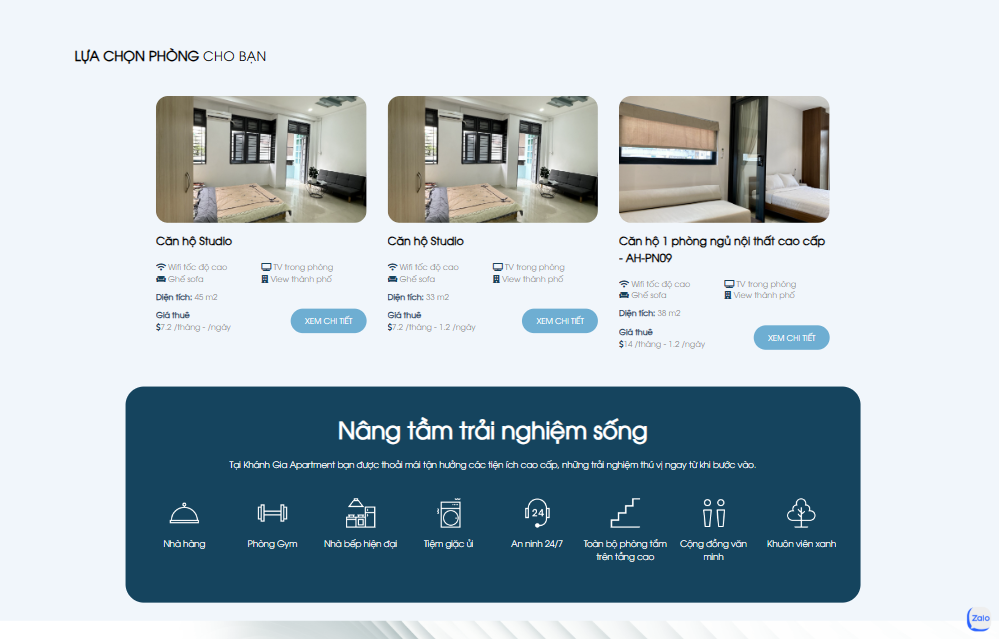 LỰA CHỌN PHÒNG CHO BẠN
Căn hộ Studio
Wifi tốc độ cao
TV trong phòng
Ghế sofa
View thành phố
Diện tích: 45 m2
Giá thuê
$7.2 /tháng - /ngày
XEM CHI TIẾT
Căn hộ Studio
Wifi tốc độ cao
TV trong phòng
Ghế sofa
View thành phố
Diện tích: 33 m2
Giá thuê
$7.2 /tháng - 1.2 /ngày
XEM CHI TIẾT
Căn hộ 1 phòng ngủ nội thất cao cấp
- AH-PN09
Wifi tốc độ cao
TV trong phòng
Ghế sofa
View thành phố
Diện tích: 38 m2
Giá thuê
$14 /tháng - 1.2 /ngày
XEM CHI TIẾT
Nâng tầm trải nghiệm sống
Tại Khánh Gia Apartment bạn được thoải mái tận hưởng các tiện ích cao cấp, những trải nghiệm thú vị ngay từ khi bước vào.
Nhà hàng
Phòng Gym
Nhà bếp hiện đại
Tiệm giặc ủi
24
An ninh 24/7
Toàn bộ phòng tầm
trên tầng cao
Cộng đồng văn
minh
Khuôn viên xanh
Zalo